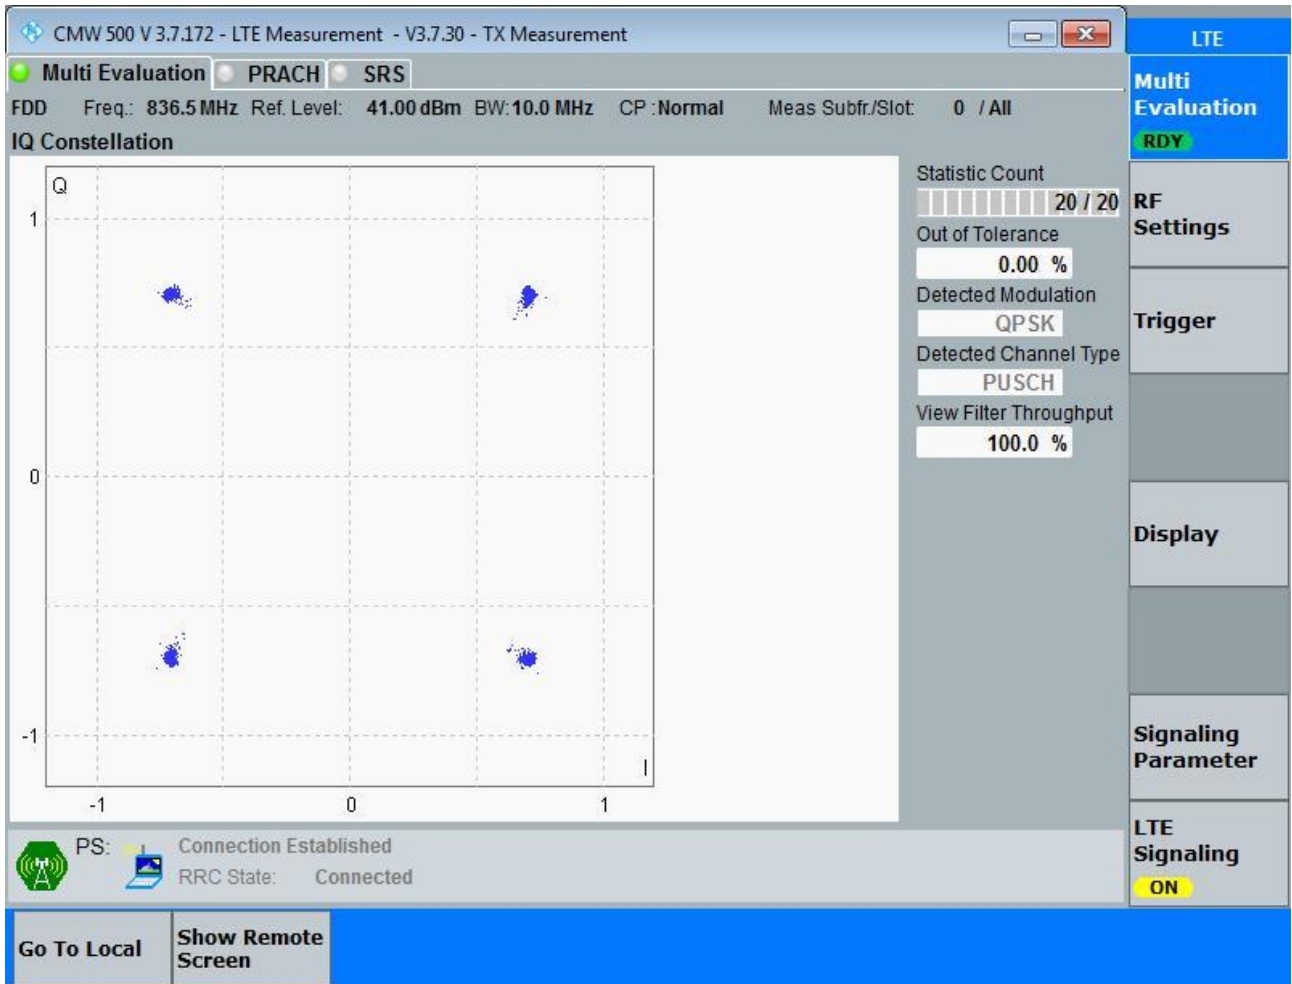 CMW 500 V 3.7.172 - LTE Measurement - V3.7.30 - TX Measurement
LTE
Multi Evaluation PRACH SRS
Multi
Evaluation
RDY
FDD Freq.: 836.5 MHz Ref. Level: 41.00 dBm BW: 10.0 MHz CP : Normal Meas Subfr./Slot: 0 / All
IQ Constellation
Q
1
0
-1
I
-1 0 1
Statistic Count
20 / 20
Out of Tolerance
0.00 %
Detected Modulation
QPSK
Detected Channel Type
PUSCH
View Filter Throughput
100.0 %
RF
Settings
Trigger
Display
Signaling
Parameter
LTE
Signaling
ON
PS: Connection Established
RRC State: Connected
Go To Local
Show Remote
Screen